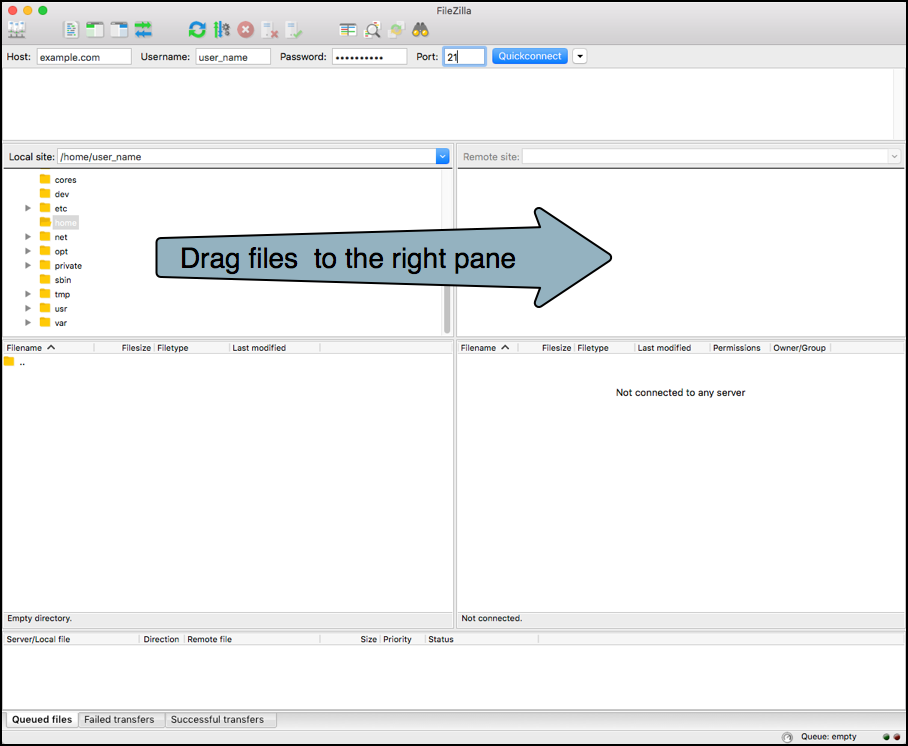 FileZilla
Host: example.com Username: user_name Password: •••••••••• Port: 21 Quickconnect
Local site: /home/user_name
Remote site:
cores
dev
etc
home
net
opt
private
sbin
tmp
usr
var
Drag files to the right pane
Filename Filesize Filetype Last modified
..
Empty directory.
Filename Filesize Filetype Last modified Permissions Owner/Group
Not connected to any server
Not connected.
Server/Local file Direction Remote file Size Priority Status
Queued files Failed transfers Successful transfers
Queue: empty